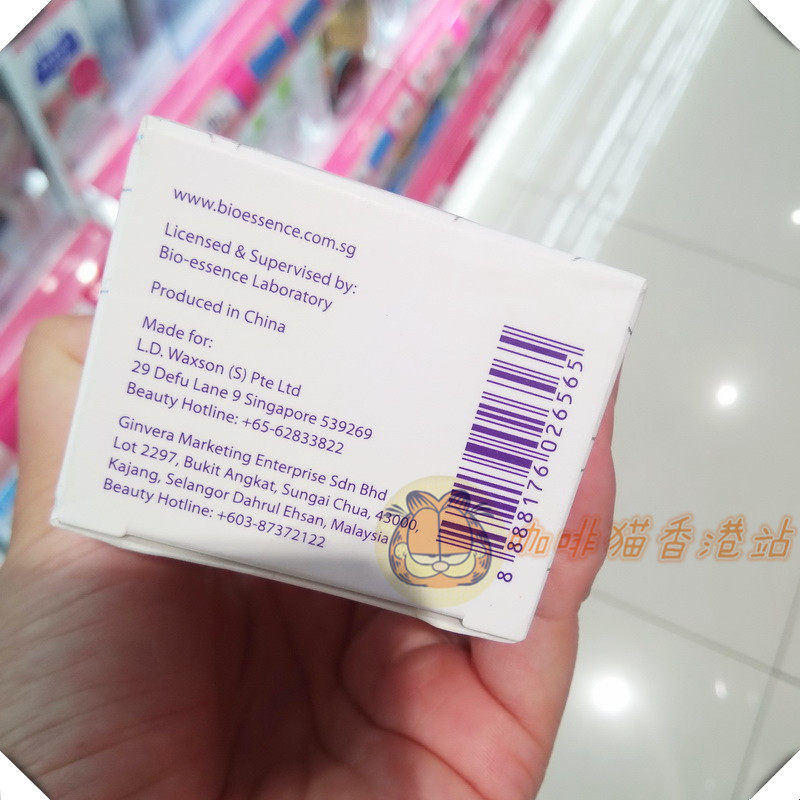 www.bioessence.com.sg
Licensed & Supervised by:
Bio-essence Laboratory
Produced in China
Made for:
L.D. Waxson (S) Pte Ltd
29 Defu Lane 9 Singapore 539269
Beauty Hotline: +65-62833822
Ginvera Marketing Enterprise Sdn Bhd
Lot 2297, Bukit Angkat, Sungai Chua, 43000,
Kajang, Selangor Dahrul Ehsan, Malaysia
Beauty Hotline: +603-87372122
8 888176 026565
咖啡猫香港站